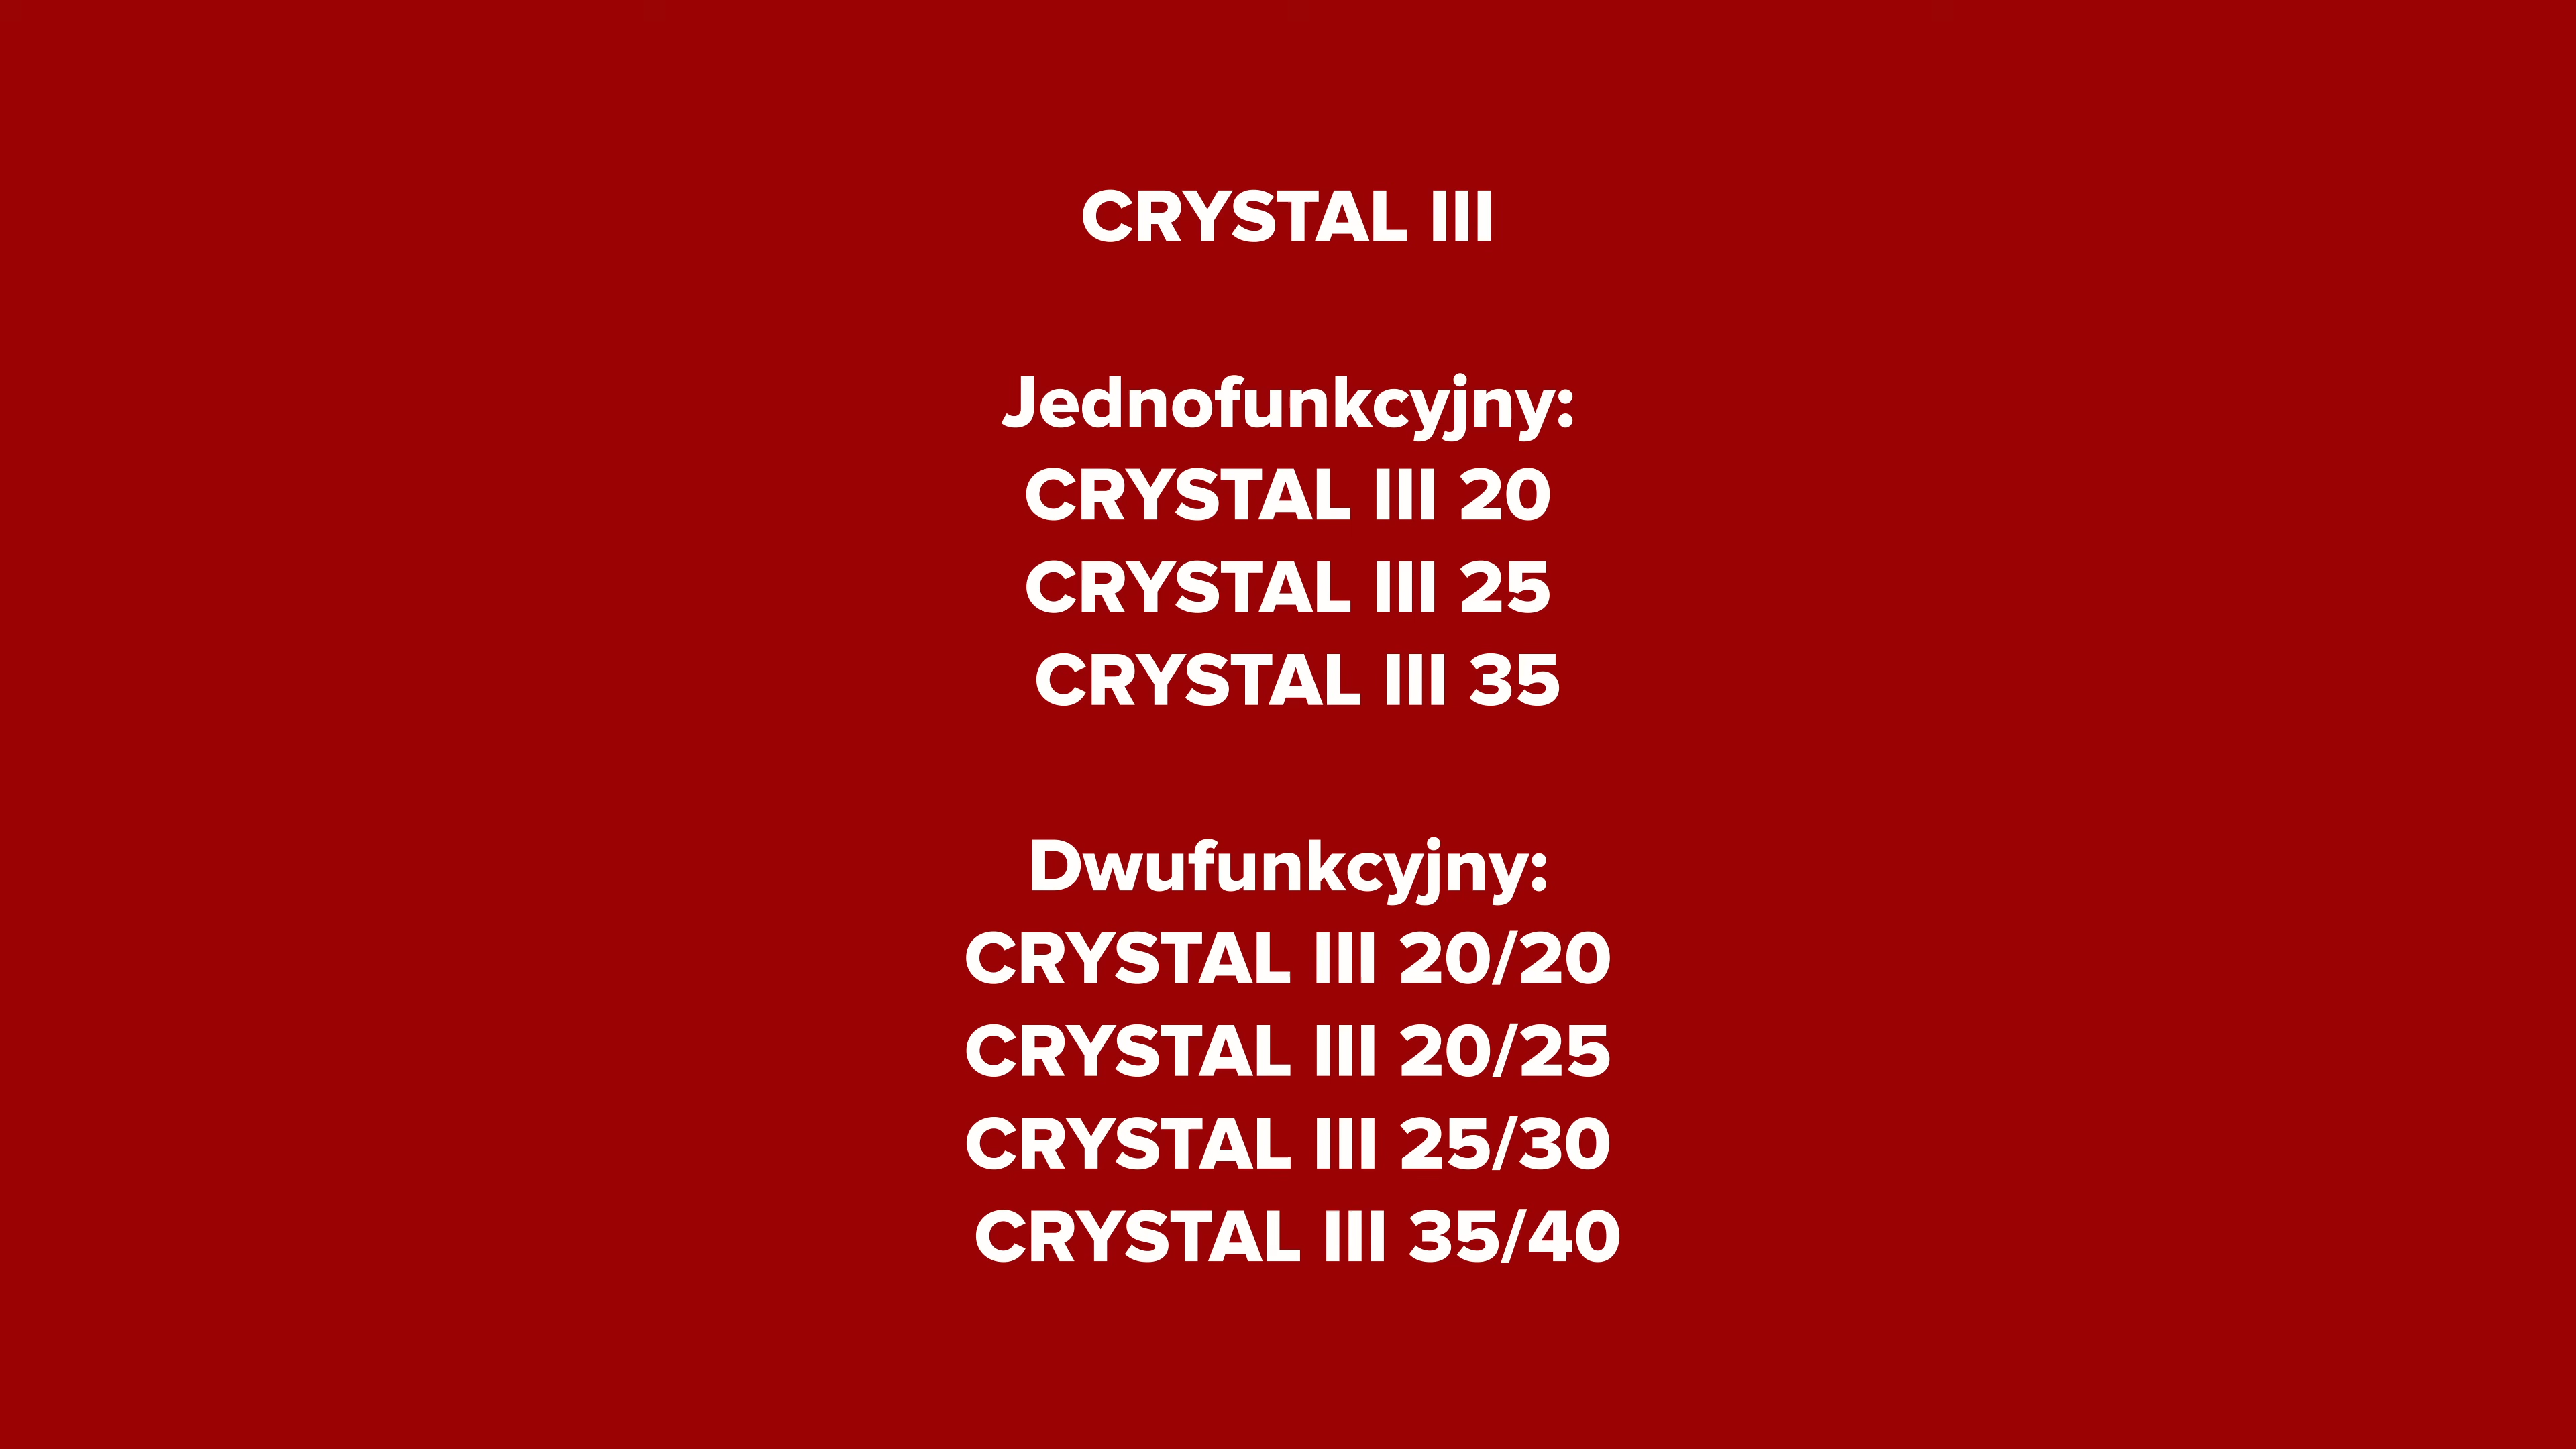 CRYSTAL III
Jednofunkcyjny:
CRYSTAL III 20
CRYSTAL III 25
CRYSTAL III 35
Dwufunkcyjny:
CRYSTAL III 20/20
CRYSTAL III 20/25
CRYSTAL III 25/30
CRYSTAL III 35/40